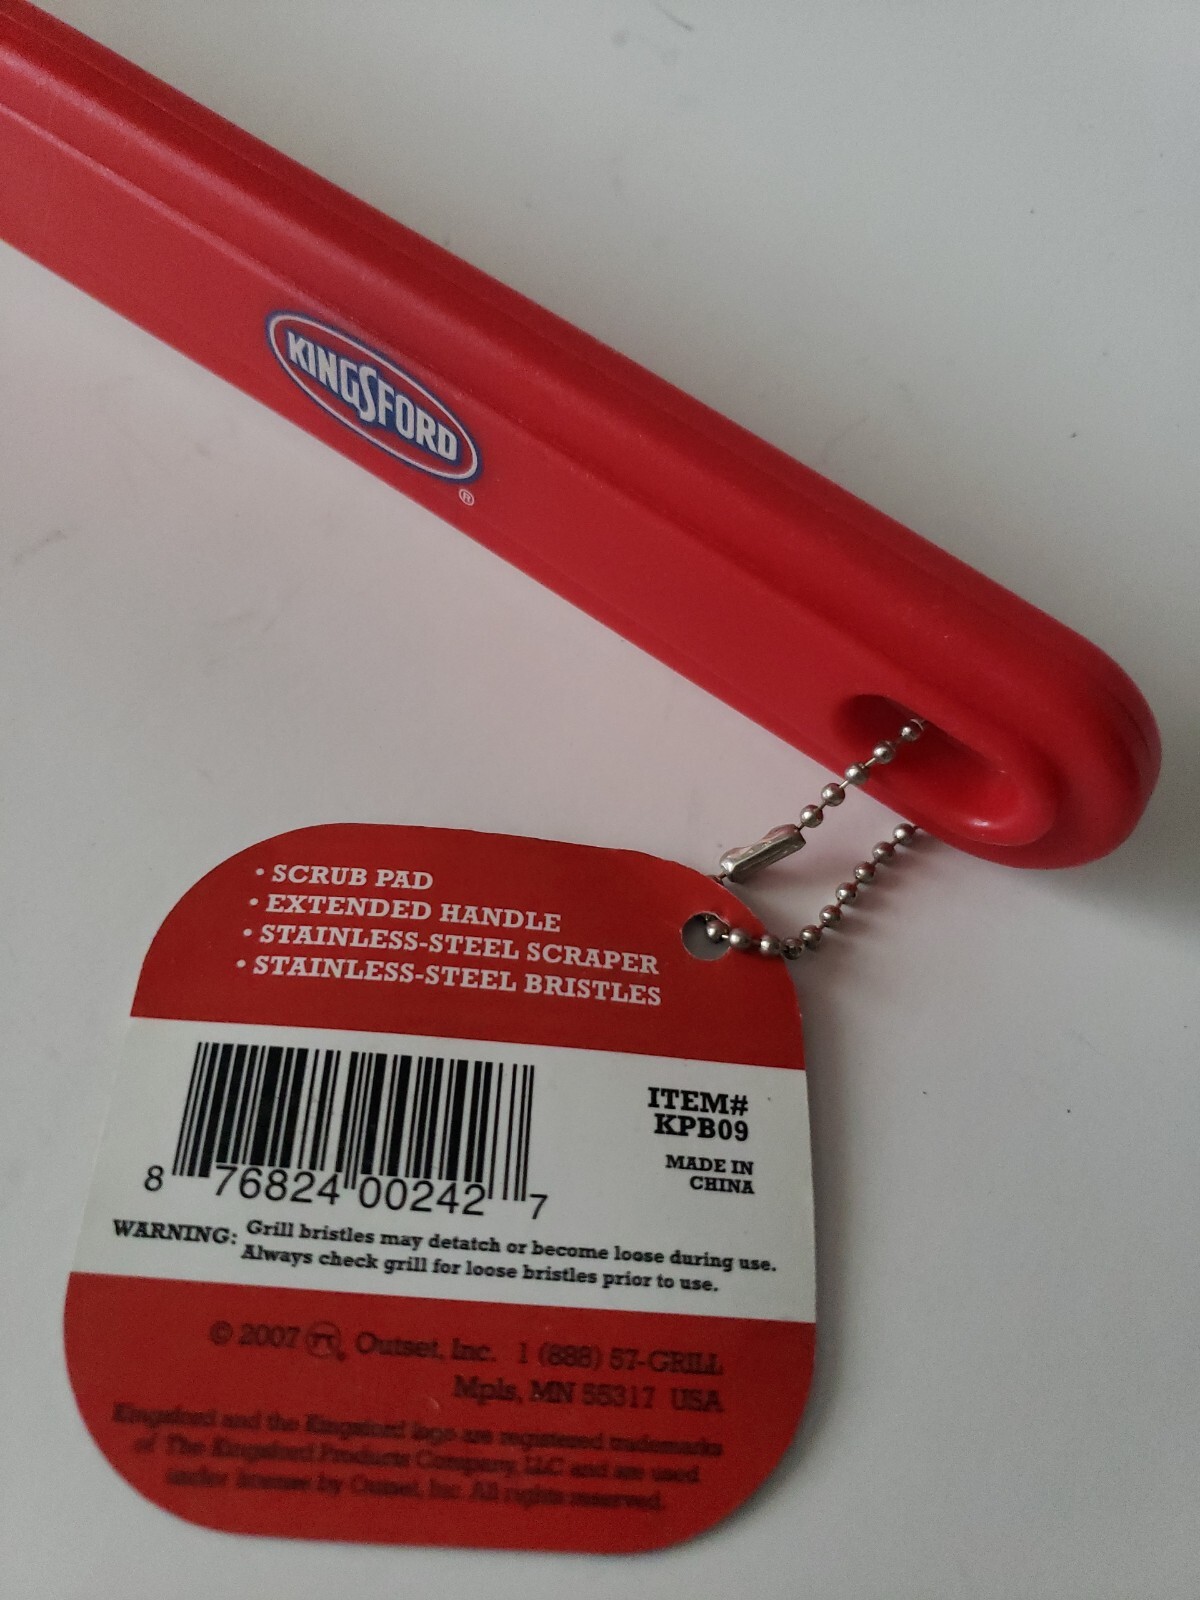 KINGSFORD
®
• SCRUB PAD
• EXTENDED HANDLE
• STAINLESS-STEEL SCRAPER
• STAINLESS-STEEL BRISTLES
ITEM#
KPB09
MADE IN
CHINA
8 76824 00242 7
WARNING: Grill bristles may detatch or become loose during use.
Always check grill for loose bristles prior to use.
© 2007 Outset, Inc. 1 (888) 57-GRILL
Mpls, MN 55317 USA
Kingsford and the Kingsford logo are registered trademarks
of The Kingsford Products Company, LLC and are used
under license by Outset, Inc. All rights reserved.